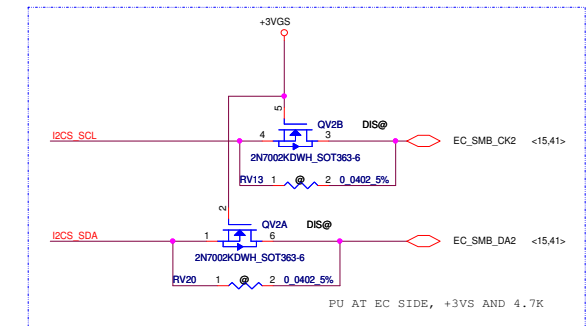 +3VGS
5
QV2B DIS@
I2CS_SCL 4 3 EC_SMB_CK2 <15,41>
2N7002KDWH_SOT363-6
RV13 1 @ 2 0_0402_5%
2
QV2A DIS@
I2CS_SDA 1 6 EC_SMB_DA2 <15,41>
2N7002KDWH_SOT363-6
RV20 1 @ 2 0_0402_5%
PU AT EC SIDE, +3VS AND 4.7K